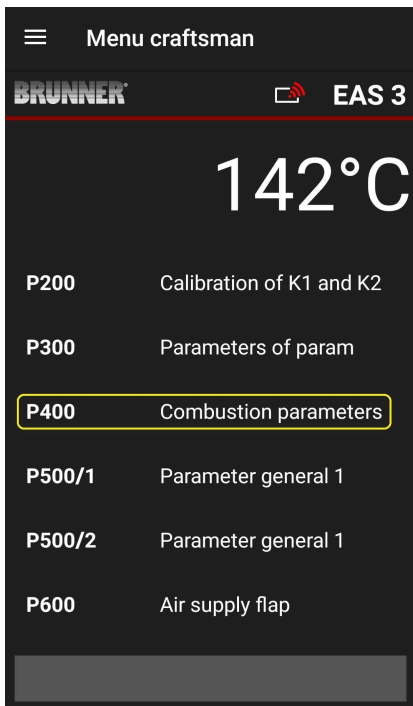 Menu craftsman
BRUNNER EAS 3
142°C
P200 Calibration of K1 and K2
P300 Parameters of param
P400 Combustion parameters
P500/1 Parameter general 1
P500/2 Parameter general 1
P600 Air supply flap